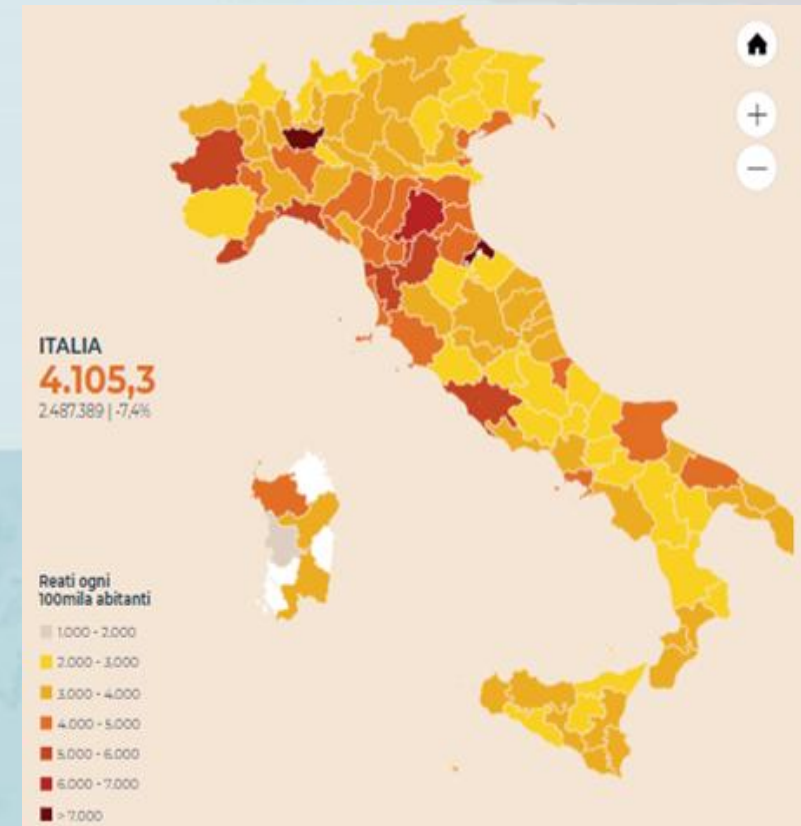 ITALIA
4.105,3
2.487.389 | -7,4%
Reati ogni
100mila abitanti
1.000 - 2.000
2.000 - 3.000
3.000 - 4.000
4.000 - 5.000
5.000 - 6.000
6.000 - 7.000
> 7.000